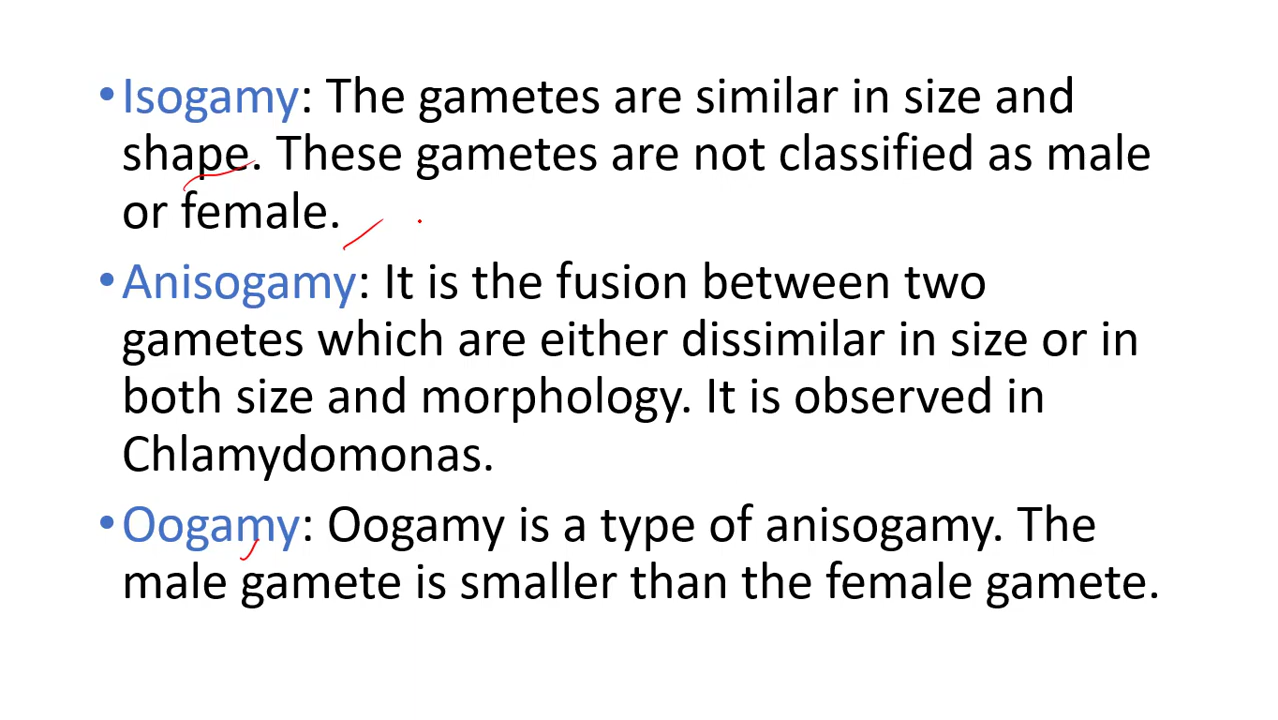 •Isogamy: The gametes are similar in size and
shape. These gametes are not classified as male
or female.
•Anisogamy: It is the fusion between two
gametes which are either dissimilar in size or in
both size and morphology. It is observed in
Chlamydomonas.
•Oogamy: Oogamy is a type of anisogamy. The
male gamete is smaller than the female gamete.